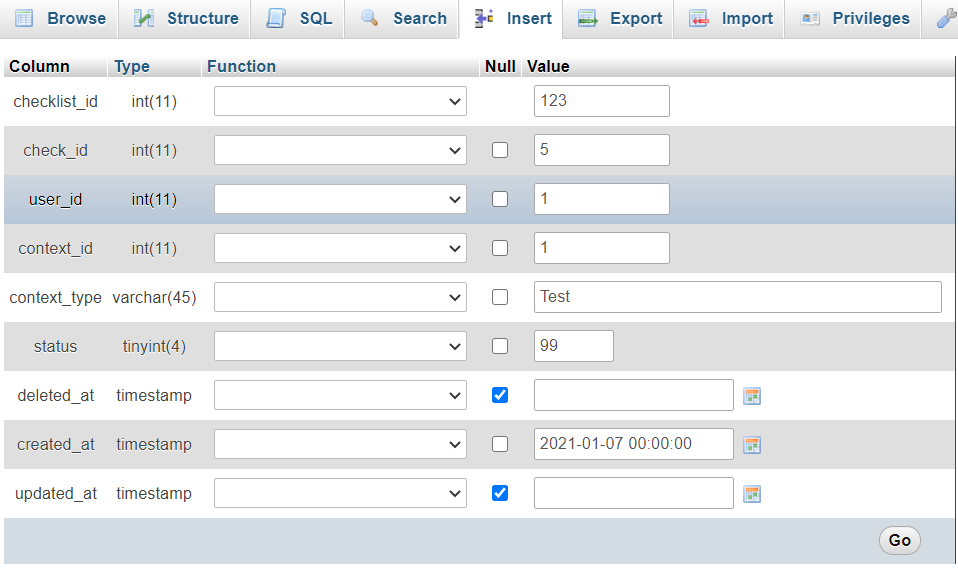 Browse Structure SQL Search Insert Export Import Privileges
Column Type Function Null Value
checklist_id int(11) 123
check_id int(11) 5
user_id int(11) 1
context_id int(11) 1
context_type varchar(45) Test
status tinyint(4) 99
deleted_at timestamp
created_at timestamp 2021-01-07 00:00:00
updated_at timestamp
Go